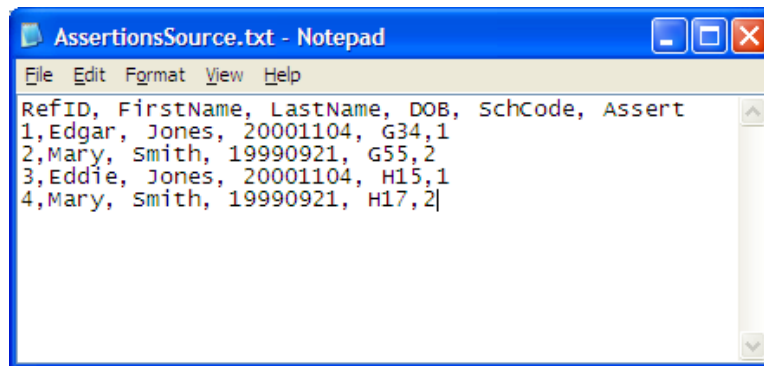 AssertionsSource.txt - Notepad
File Edit Format View Help
RefID, FirstName, LastName, DOB, SchCode, Assert
1,Edgar, Jones, 20001104, G34,1
2,Mary, Smith, 19990921, G55,2
3,Eddie, Jones, 20001104, H15,1
4,Mary, Smith, 19990921, H17,2